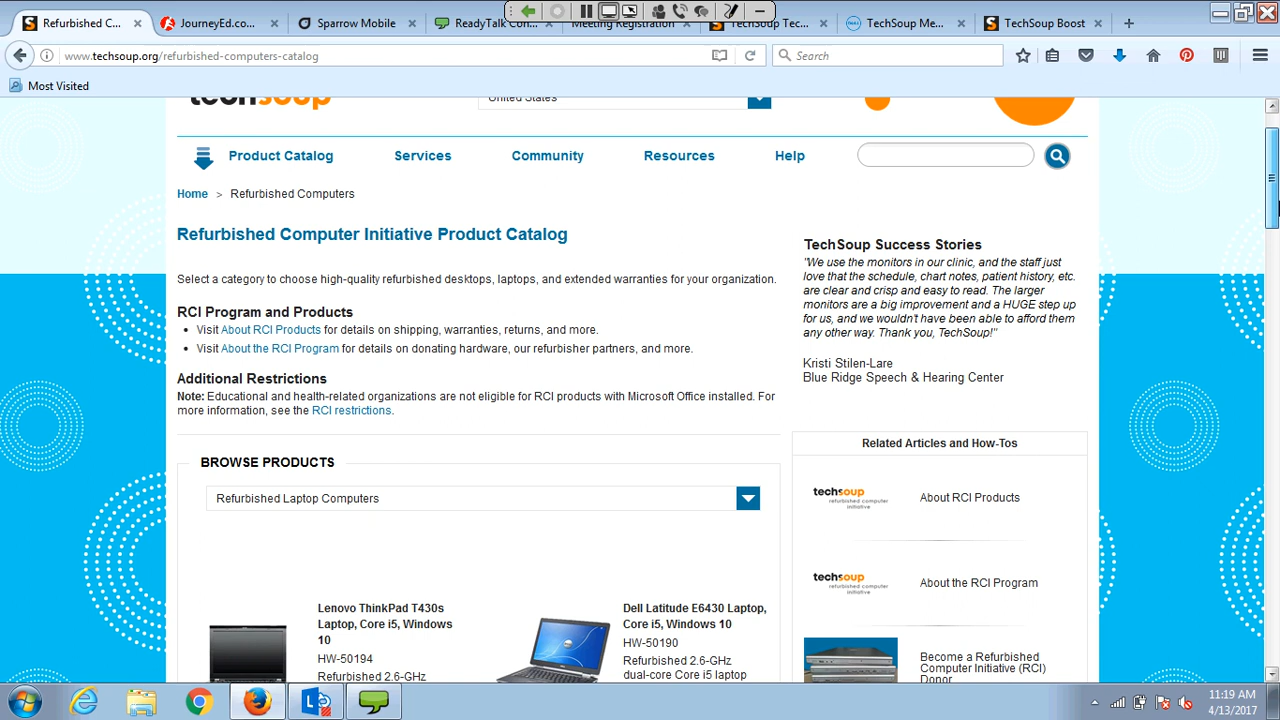 Refurbished C...
JourneyEd.co...
Sparrow Mobile
ReadyTalk Con...
Meeting Registration
TechSoup Tec...
TechSoup Me...
TechSoup Boost
www.techsoup.org/refurbished-computers-catalog
Search
Most Visited
techsoup
United States
Product Catalog
Services
Community
Resources
Help
Home > Refurbished Computers
Refurbished Computer Initiative Product Catalog
Select a category to choose high-quality refurbished desktops, laptops, and extended warranties for your organization.
RCI Program and Products
• Visit About RCI Products for details on shipping, warranties, returns, and more.
• Visit About the RCI Program for details on donating hardware, our refurbisher partners, and more.
Additional Restrictions
Note: Educational and health-related organizations are not eligible for RCI products with Microsoft Office installed. For
more information, see the RCI restrictions.
BROWSE PRODUCTS
Refurbished Laptop Computers
Lenovo ThinkPad T430s
Laptop, Core i5, Windows
10
HW-50194
Refurbished 2.6-GHz
Dell Latitude E6430 Laptop,
Core i5, Windows 10
HW-50190
Refurbished 2.6-GHz
dual-core Core i5 laptop
TechSoup Success Stories
"We use the monitors in our clinic, and the staff just
love that the schedule, chart notes, patient history, etc.
are clear and crisp and easy to read. The larger
monitors are a big improvement and a HUGE step up
for us, and we wouldn't have been able to afford them
any other way. Thank you, TechSoup!"
Kristi Stilen-Lare
Blue Ridge Speech & Hearing Center
Related Articles and How-Tos
techsoup
refurbished computer
initiative
About RCI Products
techsoup
refurbished computer
initiative
About the RCI Program
Become a Refurbished
Computer Initiative (RCI)
Donor
11:19 AM
4/13/2017